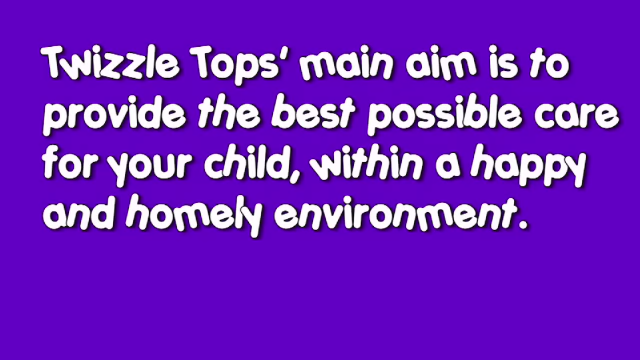 Twizzle Tops' main aim is to
provide the best possible care
for your child, within a happy
and homely environment.